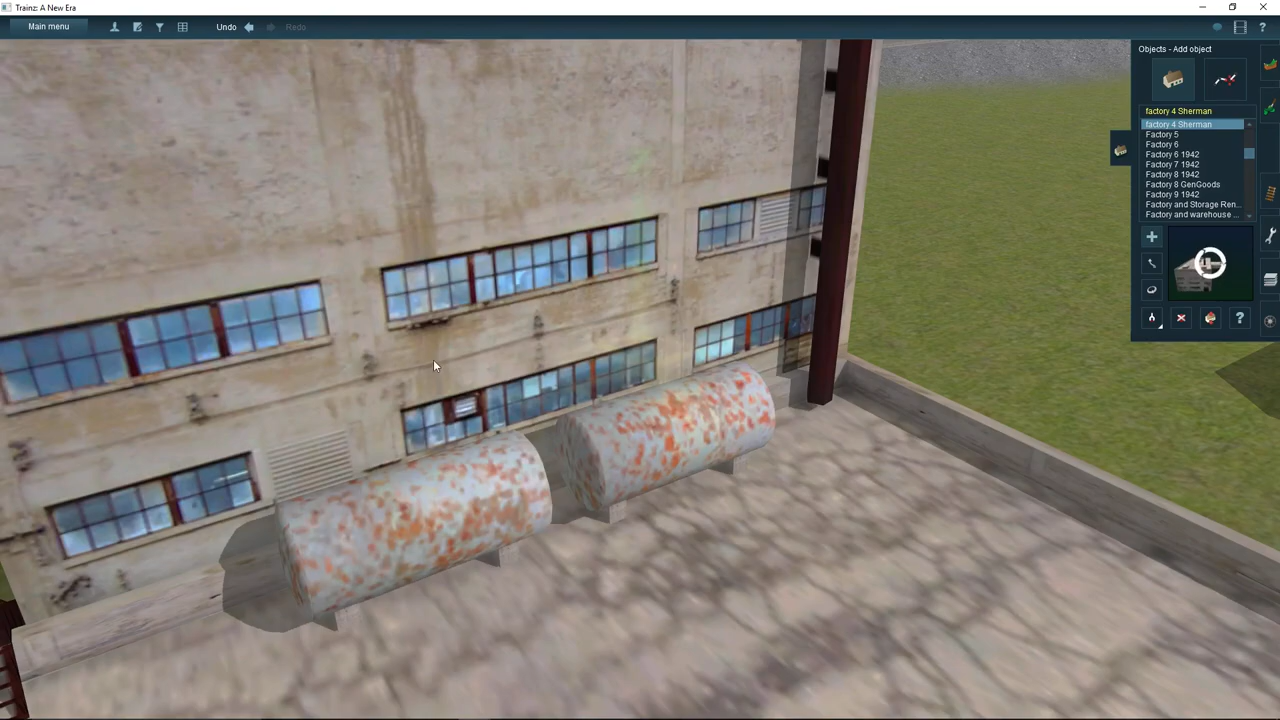 Trainz: A New Era
Main menu
Undo
Redo
?
Objects - Add object
factory 4 Sherman
factory 4 Sherman
Factory 5
Factory 6
Factory 6 1942
Factory 7 1942
Factory 8 1942
Factory 8 GenGoods
Factory 9 1942
Factory and Storage Ren...
Factory and warehouse ...
?